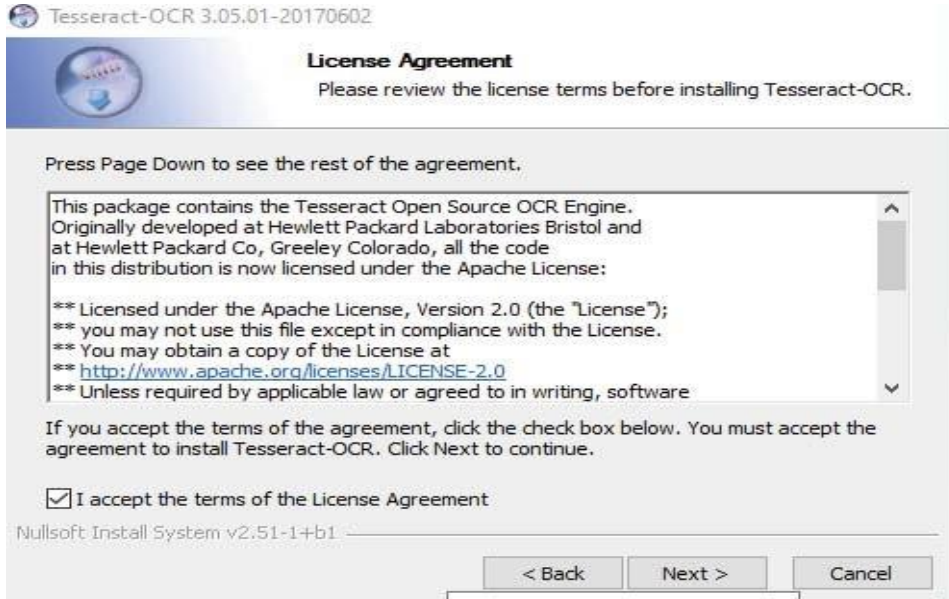 Tesseract-OCR 3.05.01-20170602
License Agreement
Please review the license terms before installing Tesseract-OCR.
Press Page Down to see the rest of the agreement.
This package contains the Tesseract Open Source OCR Engine.
Originally developed at Hewlett Packard Laboratories Bristol and
at Hewlett Packard Co, Greeley Colorado, all the code
in this distribution is now licensed under the Apache License:
** Licensed under the Apache License, Version 2.0 (the "License");
** you may not use this file except in compliance with the License.
** You may obtain a copy of the License at
** http://www.apache.org/licenses/LICENSE-2.0
** Unless required by applicable law or agreed to in writing, software
If you accept the terms of the agreement, click the check box below. You must accept the
agreement to install Tesseract-OCR. Click Next to continue.
I accept the terms of the License Agreement
Nullsoft Install System v2.51-1+b1
< Back Next > Cancel